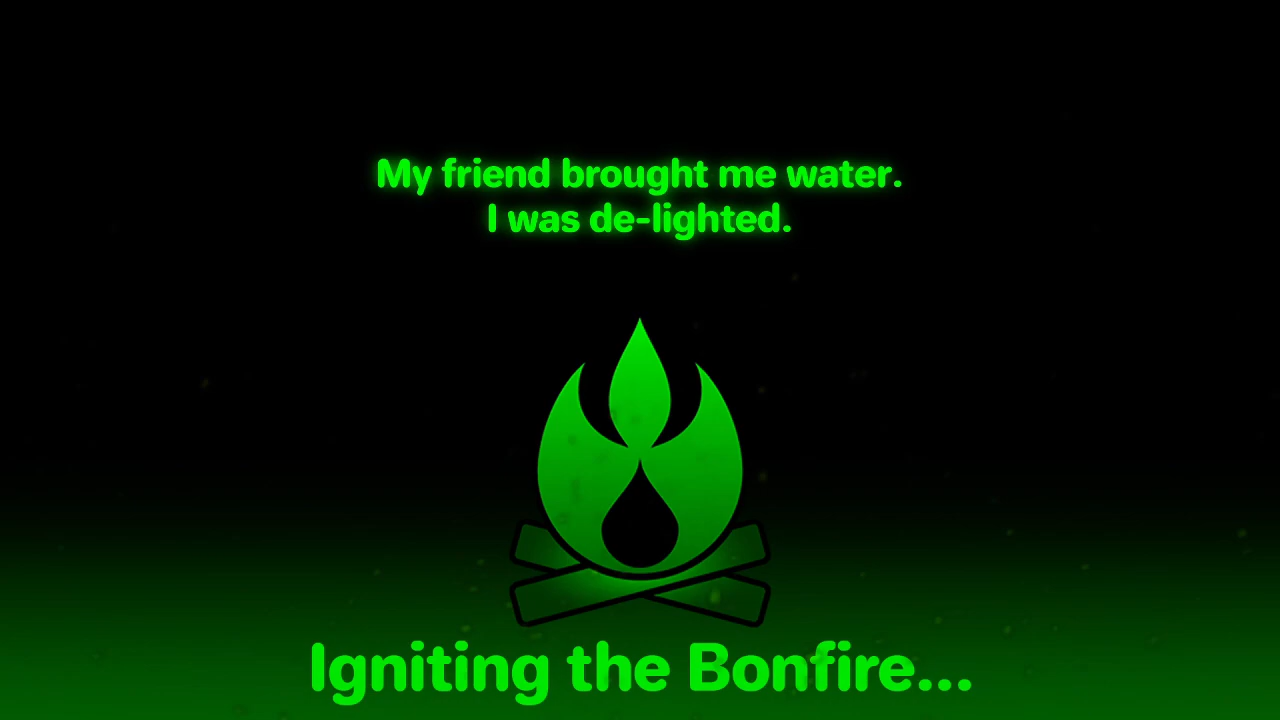 My friend brought me water.
I was de-lighted.
Igniting the Bonfire...